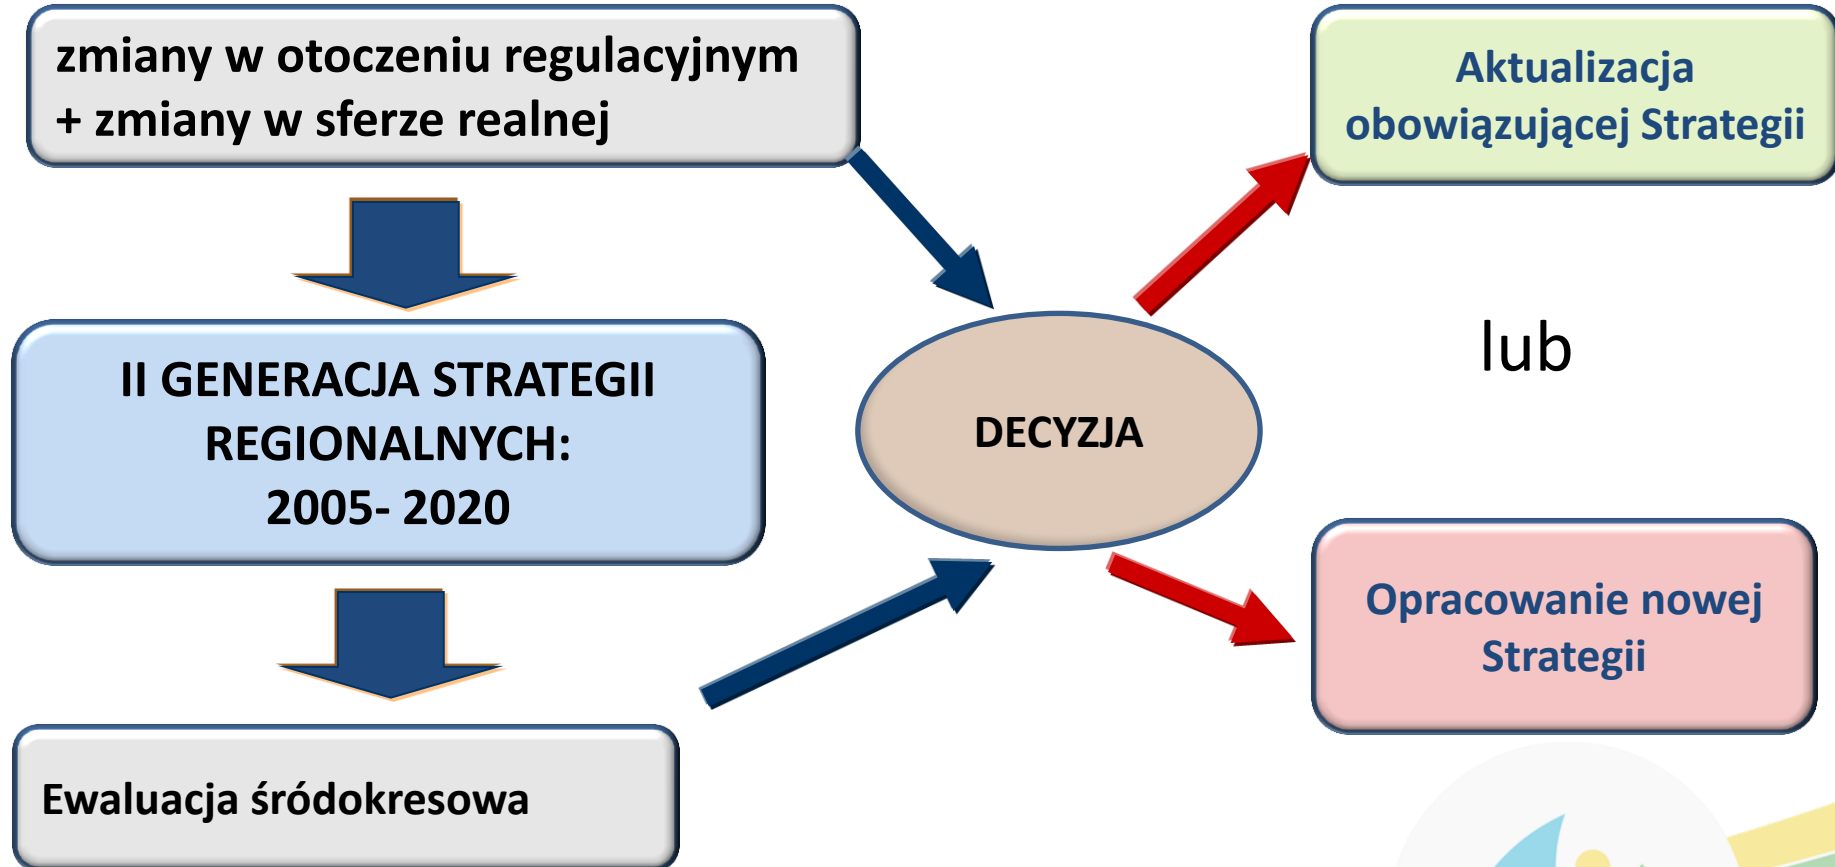 zmiany w otoczeniu regulacyjnym
+ zmiany w sferze realnej
II GENERACJA STRATEGII
REGIONALNYCH:
2005- 2020
Ewaluacja śródokresowa
DECYZJA
Aktualizacja
obowiązującej Strategii
lub
Opracowanie nowej
Strategii